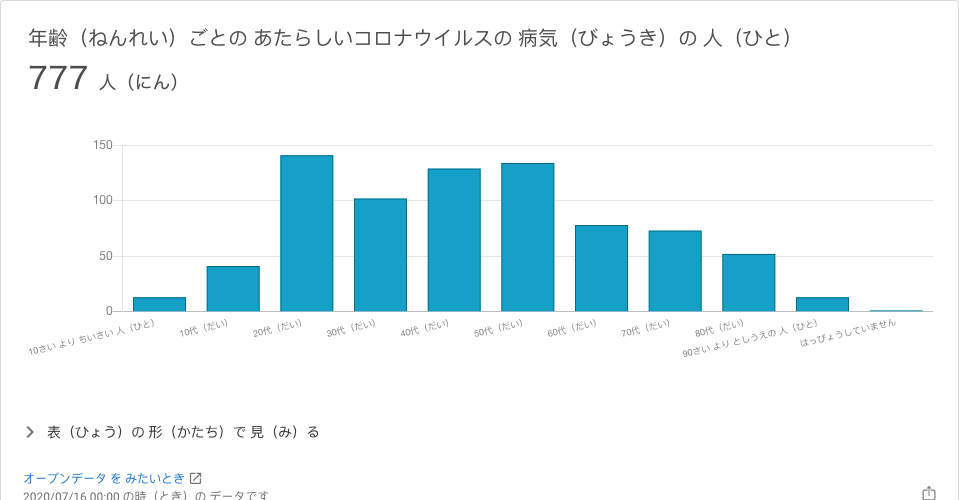 年齢（ねんれい）ごとの あたらしいコロナウイルスの 病気（びょうき）の 人（ひと）
777 人（にん）
150
100
50
0
10さい より ちいさい 人（ひと）
10代（だい）
20代（だい）
30代（だい）
40代（だい）
50代（だい）
60代（だい）
70代（だい）
80代（だい）
90さい より としうえの 人（ひと）
はっぴょうしていません
表（ひょう）の 形（かたち）で 見（み）る
オープンデータ を みたいとき
2020/07/16 00:00 の時（とき）の データです